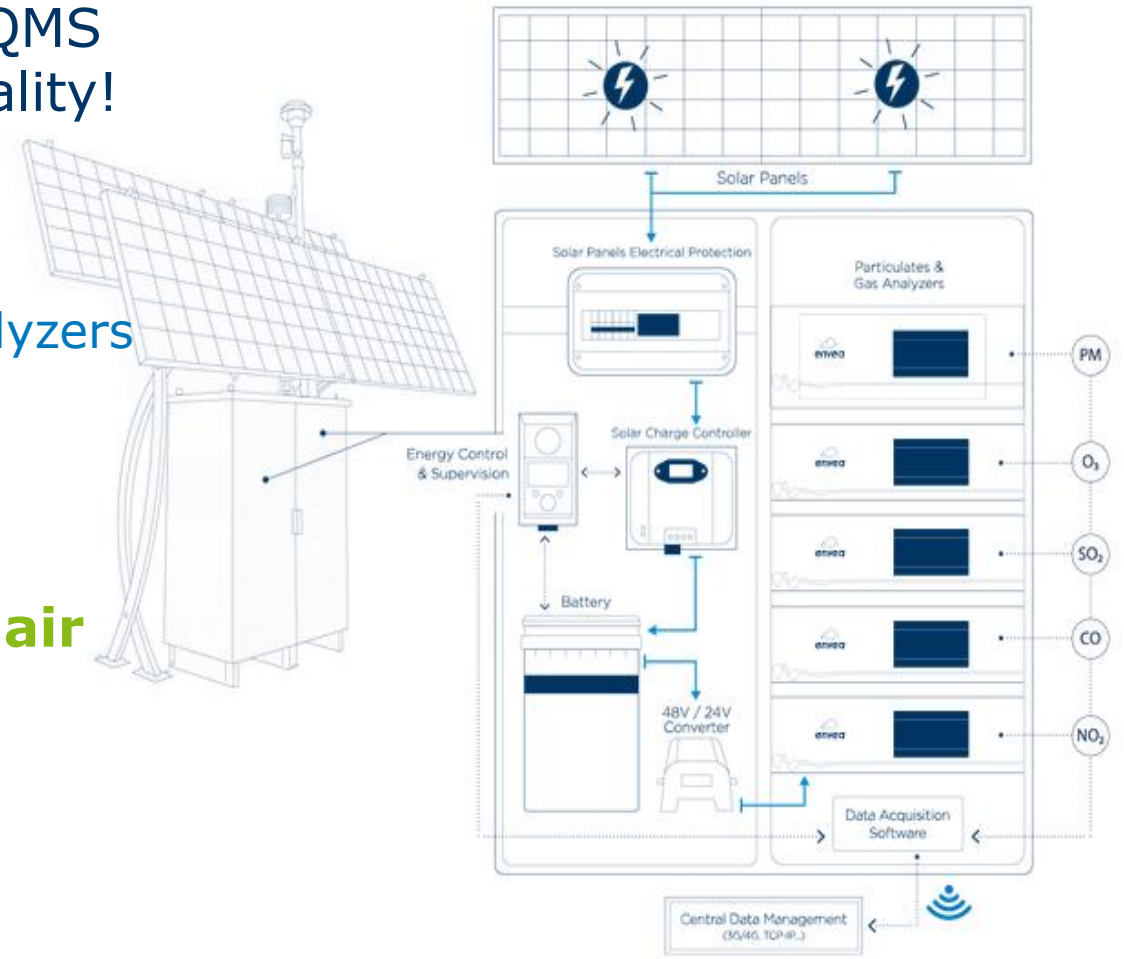 QMS
ality!
lyzers
air
Solar Panels
Solar Panels Electrical Protection
Particulates &
Gas Analyzers
envea
PM
Solar Charge Controller
Energy Control
& Supervision
envea
O₃
envea
SO₂
Battery
envea
CO
48V / 24V
Converter
envea
NO₂
Data Acquisition
Software
Central Data Management
(3G/4G, TCP-IP...)